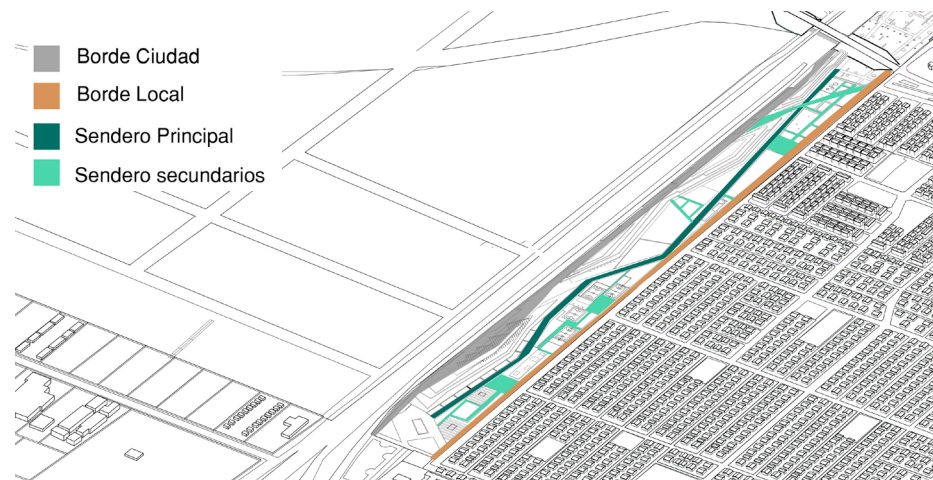 Borde Ciudad
Borde Local
Sendero Principal
Sendero secundarios